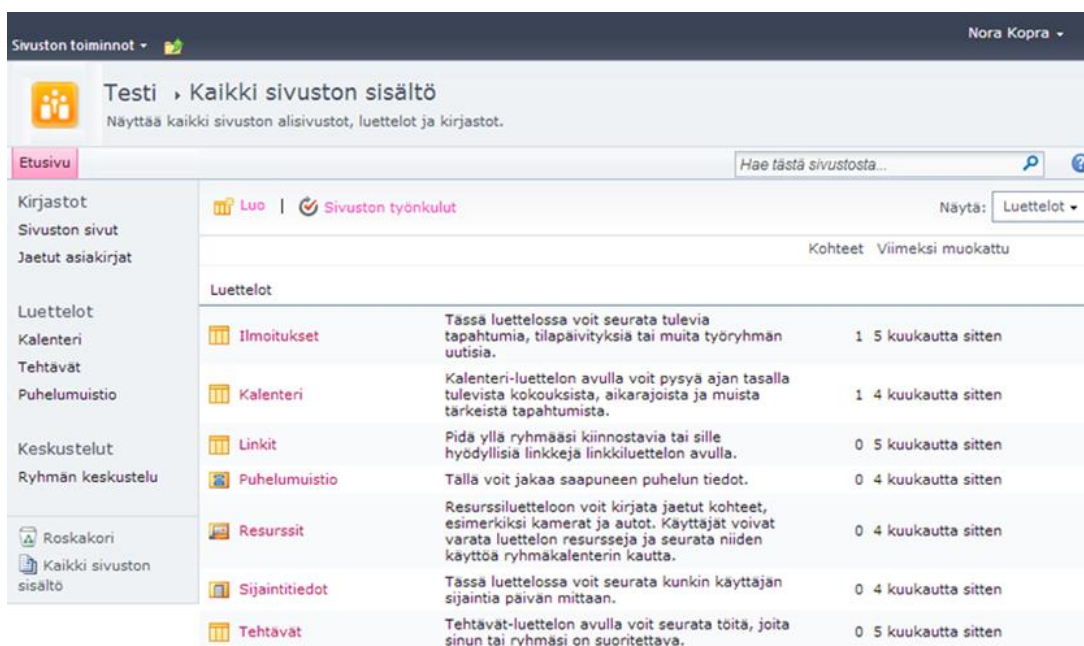 Sivuston toiminnot
Nora Kopra
Testi › Kaikki sivuston sisältö
Näyttää kaikki sivuston alisivustot, luettelot ja kirjastot.
Etusivu
Hae tästä sivustosta...
Kirjastot
Sivuston sivut
Jaetut asiakirjat
Luettelot
Kalenteri
Tehtävät
Puhelumuistio
Keskustelut
Ryhmän keskustelu
Roskakori
Kaikki sivuston
sisältö
Luo | Sivuston työnkulut
Näytä: Luettelot
Kohteet Viimeksi muokattu
Luettelot
Ilmoitukset
Tässä luettelossa voit seurata tulevia
tapahtumia, tilapäivityksiä tai muita työryhmän
uutisia.
1 5 kuukautta sitten
Kalenteri
Kalenteri-luettelon avulla voit pysyä ajan tasalla
tulevista kokouksista, aikarajoista ja muista
tärkeistä tapahtumista.
1 4 kuukautta sitten
Linkit
Pidä yllä ryhmääsi kiinnostavia tai sille
hyödyllisiä linkkejä linkkiluettelon avulla.
0 5 kuukautta sitten
Puhelumuistio
Tällä voit jakaa saapuneen puhelun tiedot.
0 4 kuukautta sitten
Resurssit
Resurssiluetteloon voit kirjata jaetut kohteet,
esimerkiksi kamerat ja autot. Käyttäjät voivat
varata luettelon resursseja ja seurata niiden
käyttöä ryhmäkalenterin kautta.
0 4 kuukautta sitten
Sijaintitiedot
Tässä luettelossa voit seurata kunkin käyttäjän
sijaintia päivän mittaan.
0 4 kuukautta sitten
Tehtävät
Tehtävät-luettelon avulla voit seurata töitä, joita
sinun tai ryhmäsi on suoritettava.
0 5 kuukautta sitten